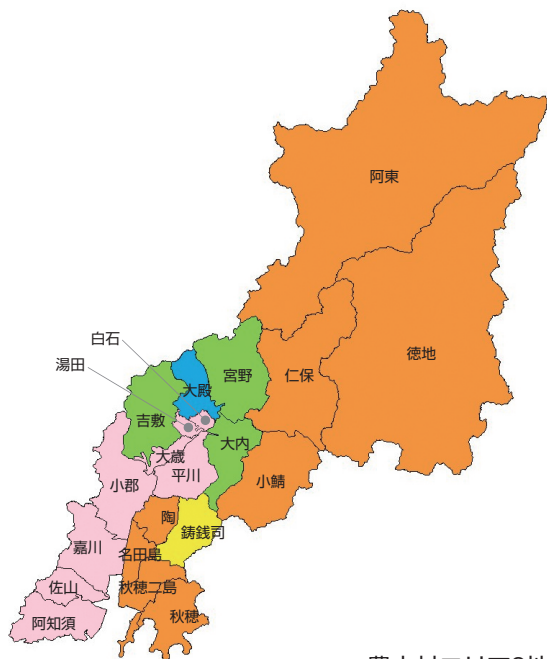 阿東
徳地
白石
湯田
大殿
宮野
仁保
吉敷
大内
大歳
平川
小郡
小鯖
陶
鋳銭司
嘉川
名田島
佐山
秋穂二島
阿知須
秋穂